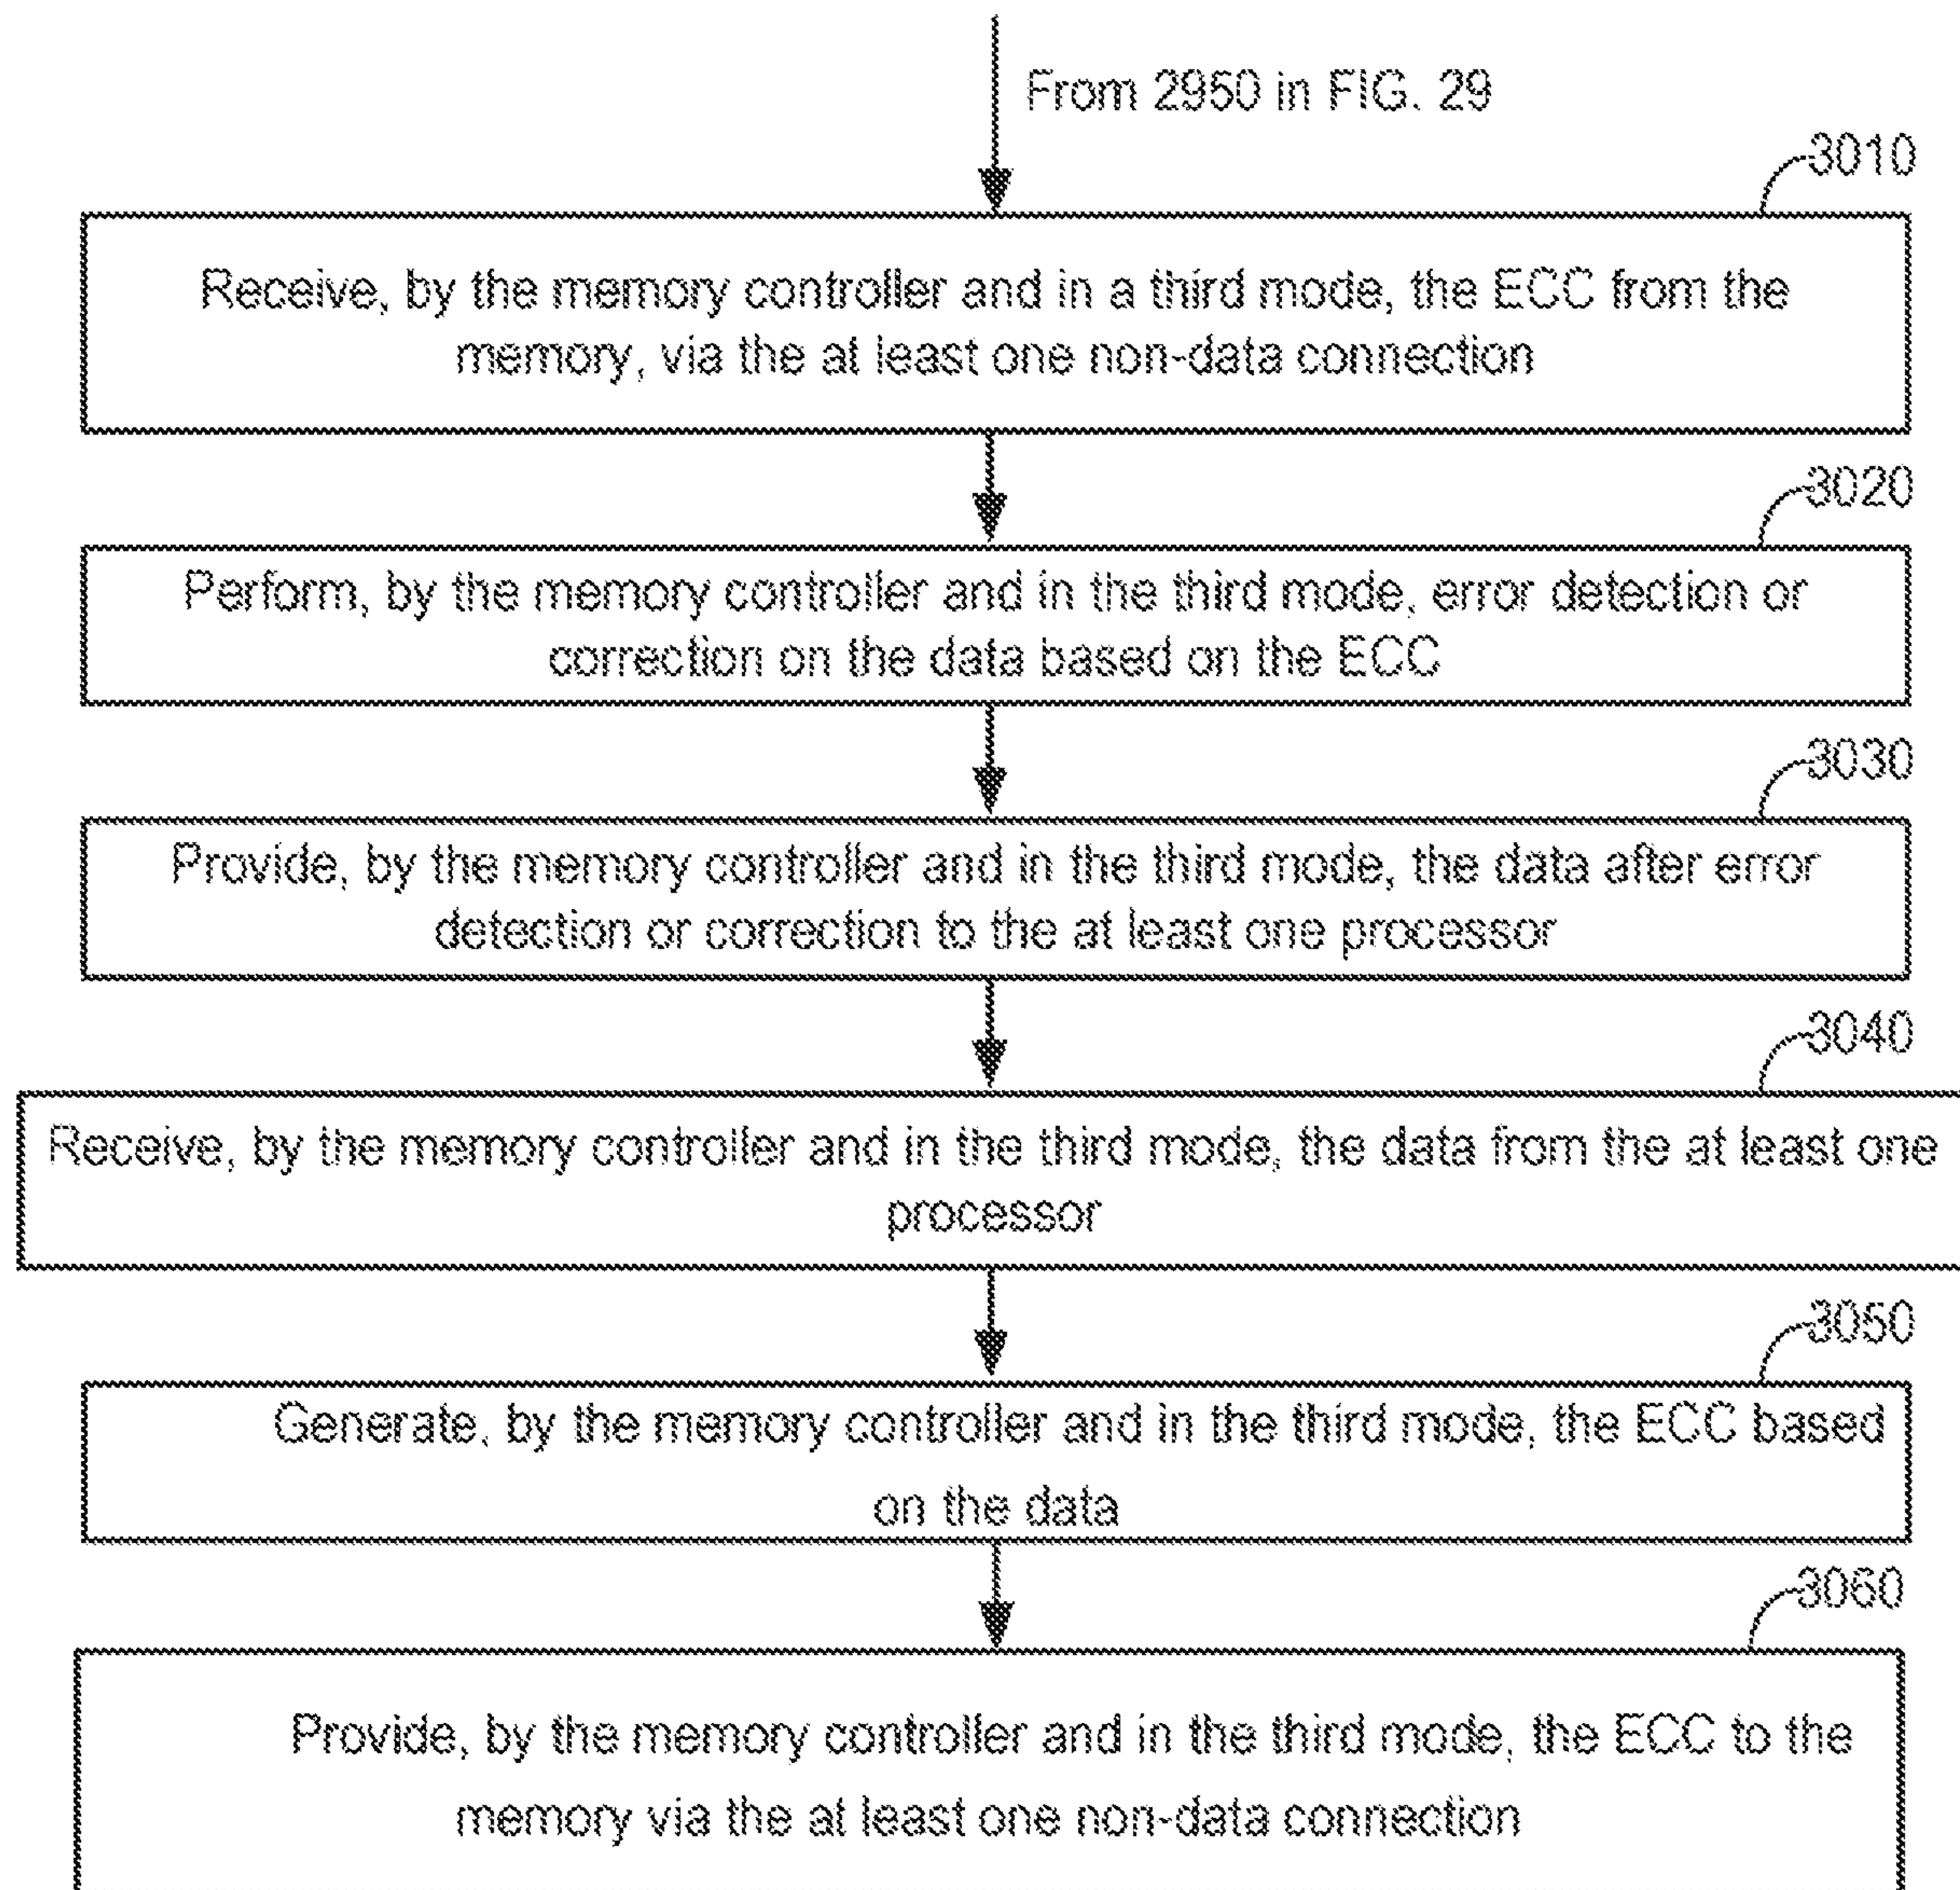 From 2950 in FIG. 29
3010
Receive, by the memory controller and in a third mode, the ECC from the
memory, via the at least one non-data connection
3020
Perform, by the memory controller and in the third mode, error detection or
correction on the data based on the ECC
3030
Provide, by the memory controller and in the third mode, the data after error
detection or correction to the at least one processor
3040
Receive, by the memory controller and in the third mode, the data from the at least one
processor
3050
Generate, by the memory controller and in the third mode, the ECC based
on the data
3060
Provide, by the memory controller and in the third mode, the ECC to the
memory via the at least one non-data connection